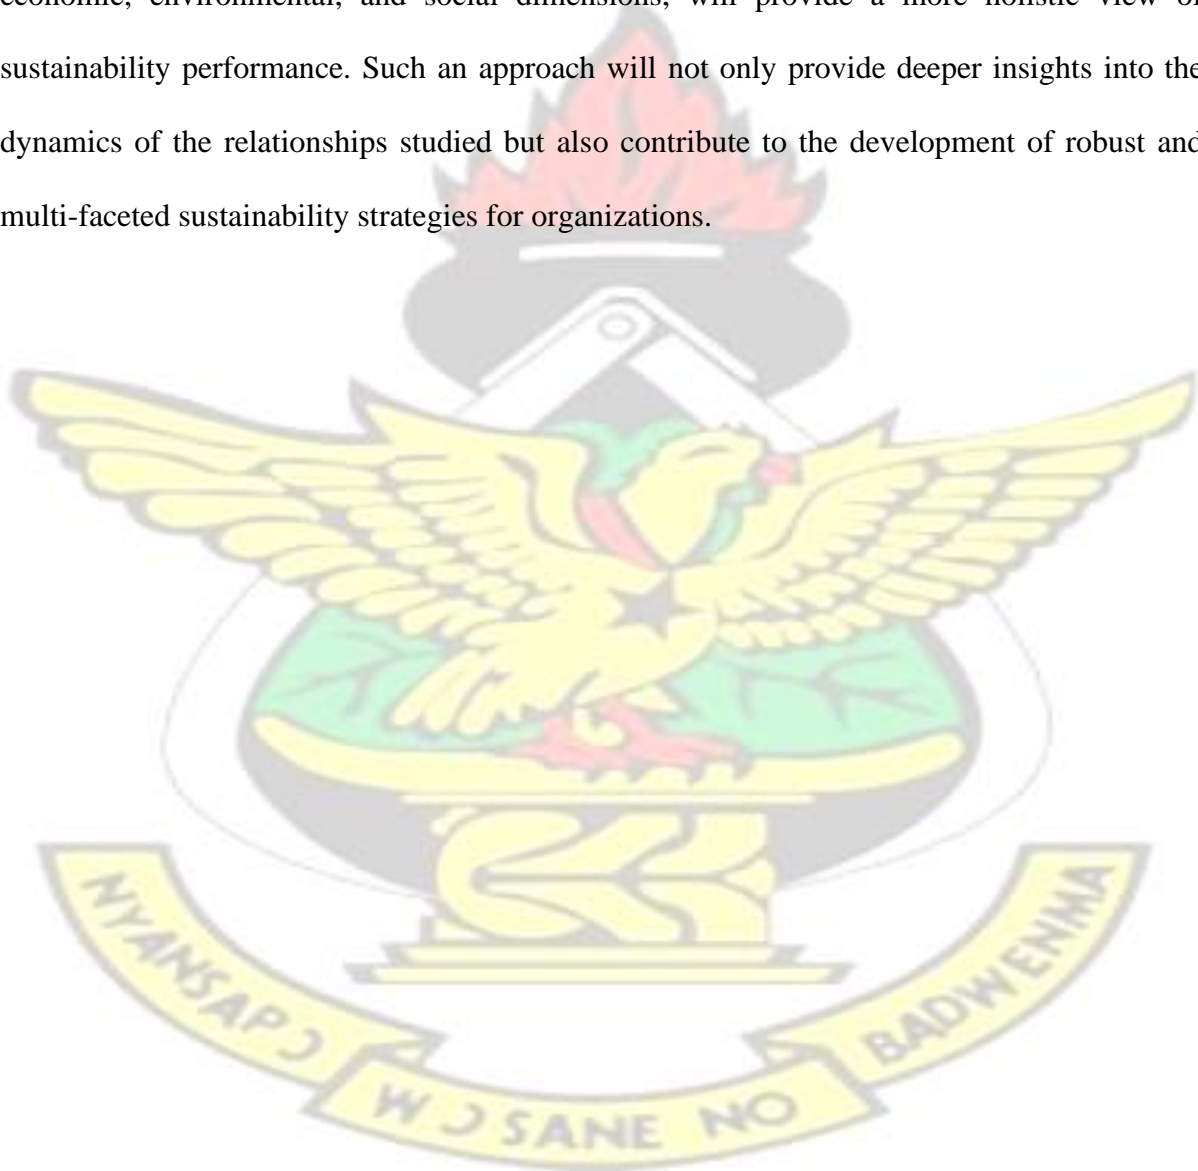 economic, environmental, and social dimensions, will provide a more holistic view of
sustainability performance. Such an approach will not only provide deeper insights into the
dynamics of the relationships studied but also contribute to the development of robust and
multi-faceted sustainability strategies for organizations.
NYANSAPƆ
WƆSANE NO
BADWENMA